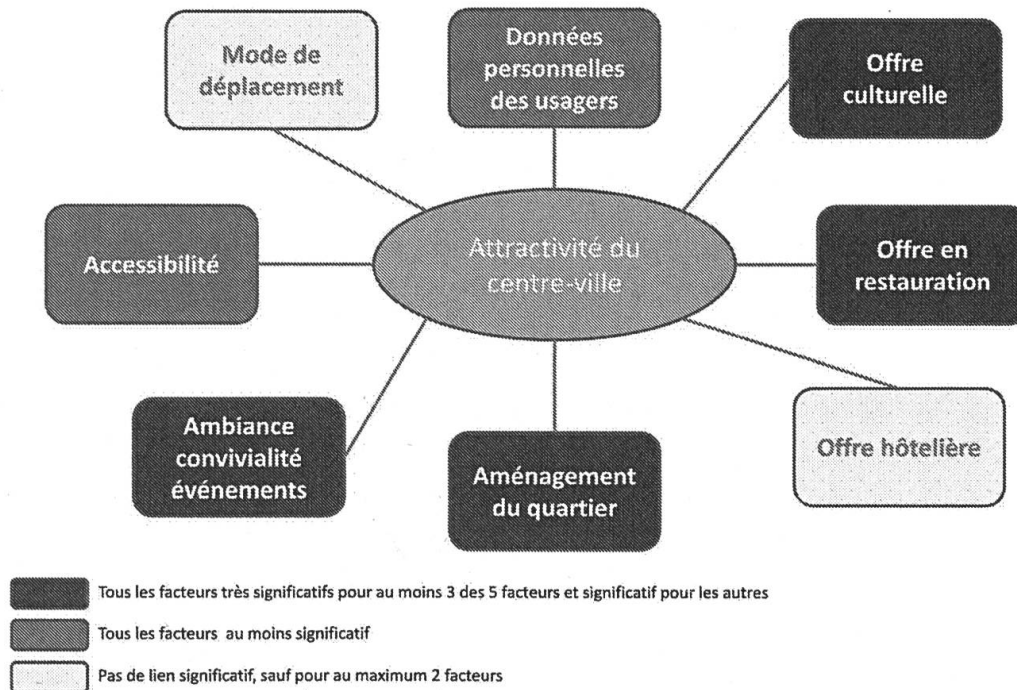 Mode de
déplacement
Données
personnelles
des usagers
Offre
culturelle
Accessibilité
Attractivité du
centre-ville
Offre en
restauration
Ambiance
convivialité
événements
Aménagement
du quartier
Offre hôtelière
Tous les facteurs très significatifs pour au moins 3 des 5 facteurs et significatif pour les autres
Tous les facteurs au moins significatif
Pas de lien significatif, sauf pour au maximum 2 facteurs